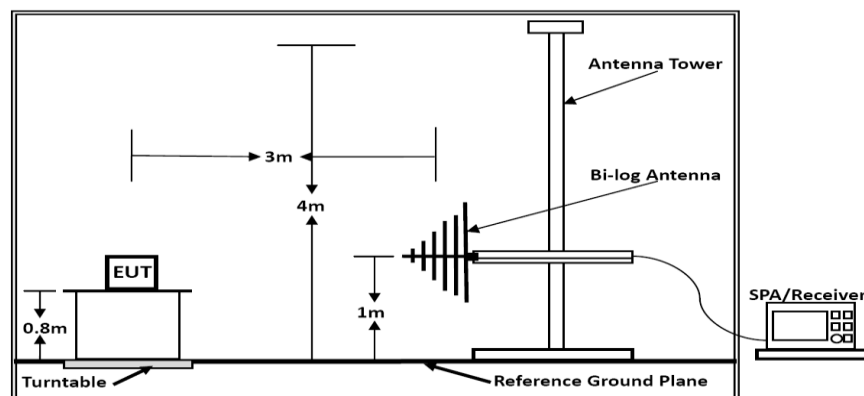 Antenna Tower
3m
Bi-log Antenna
4m
EUT
SPA/Receiver
0.8m
1m
Turntable
Reference Ground Plane